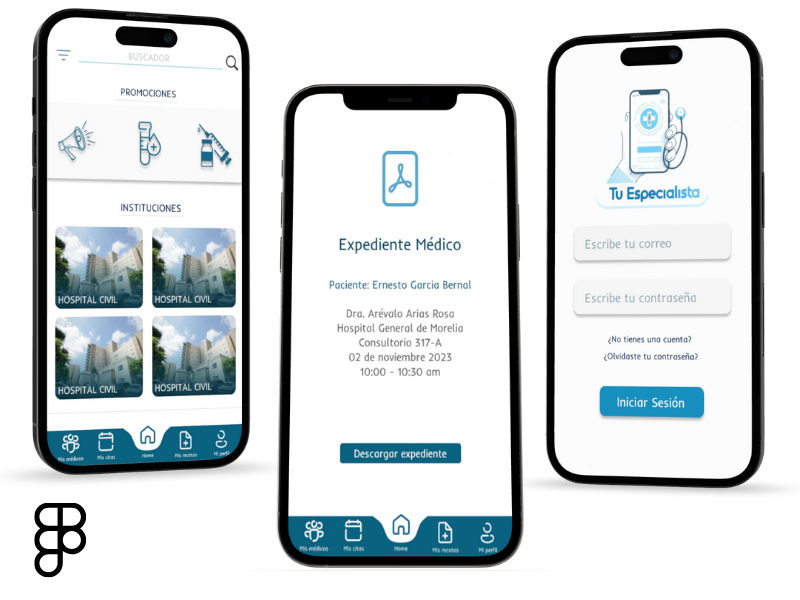 BUSCADOR
PROMOCIONES
INSTITUCIONES
HOSPITAL CIVIL
HOSPITAL CIVIL
HOSPITAL CIVIL
HOSPITAL CIVIL
Mis médicos
Mis citas
Home
Mis recetas
Mi perfil
Expediente Médico
Paciente: Ernesto Garcia Bernal
Dra. Arévalo Arias Rosa
Hospital General de Morelia
Consultorio 317-A
02 de noviembre 2023
10:00 - 10:30 am
Descargar expediente
Mis médicos
Mis citas
Home
Mis recetas
Mi perfil
Tu Especialista
Escribe tu correo
Escribe tu contraseña
¿No tienes una cuenta?
¿Olvidaste tu contraseña?
Iniciar Sesión